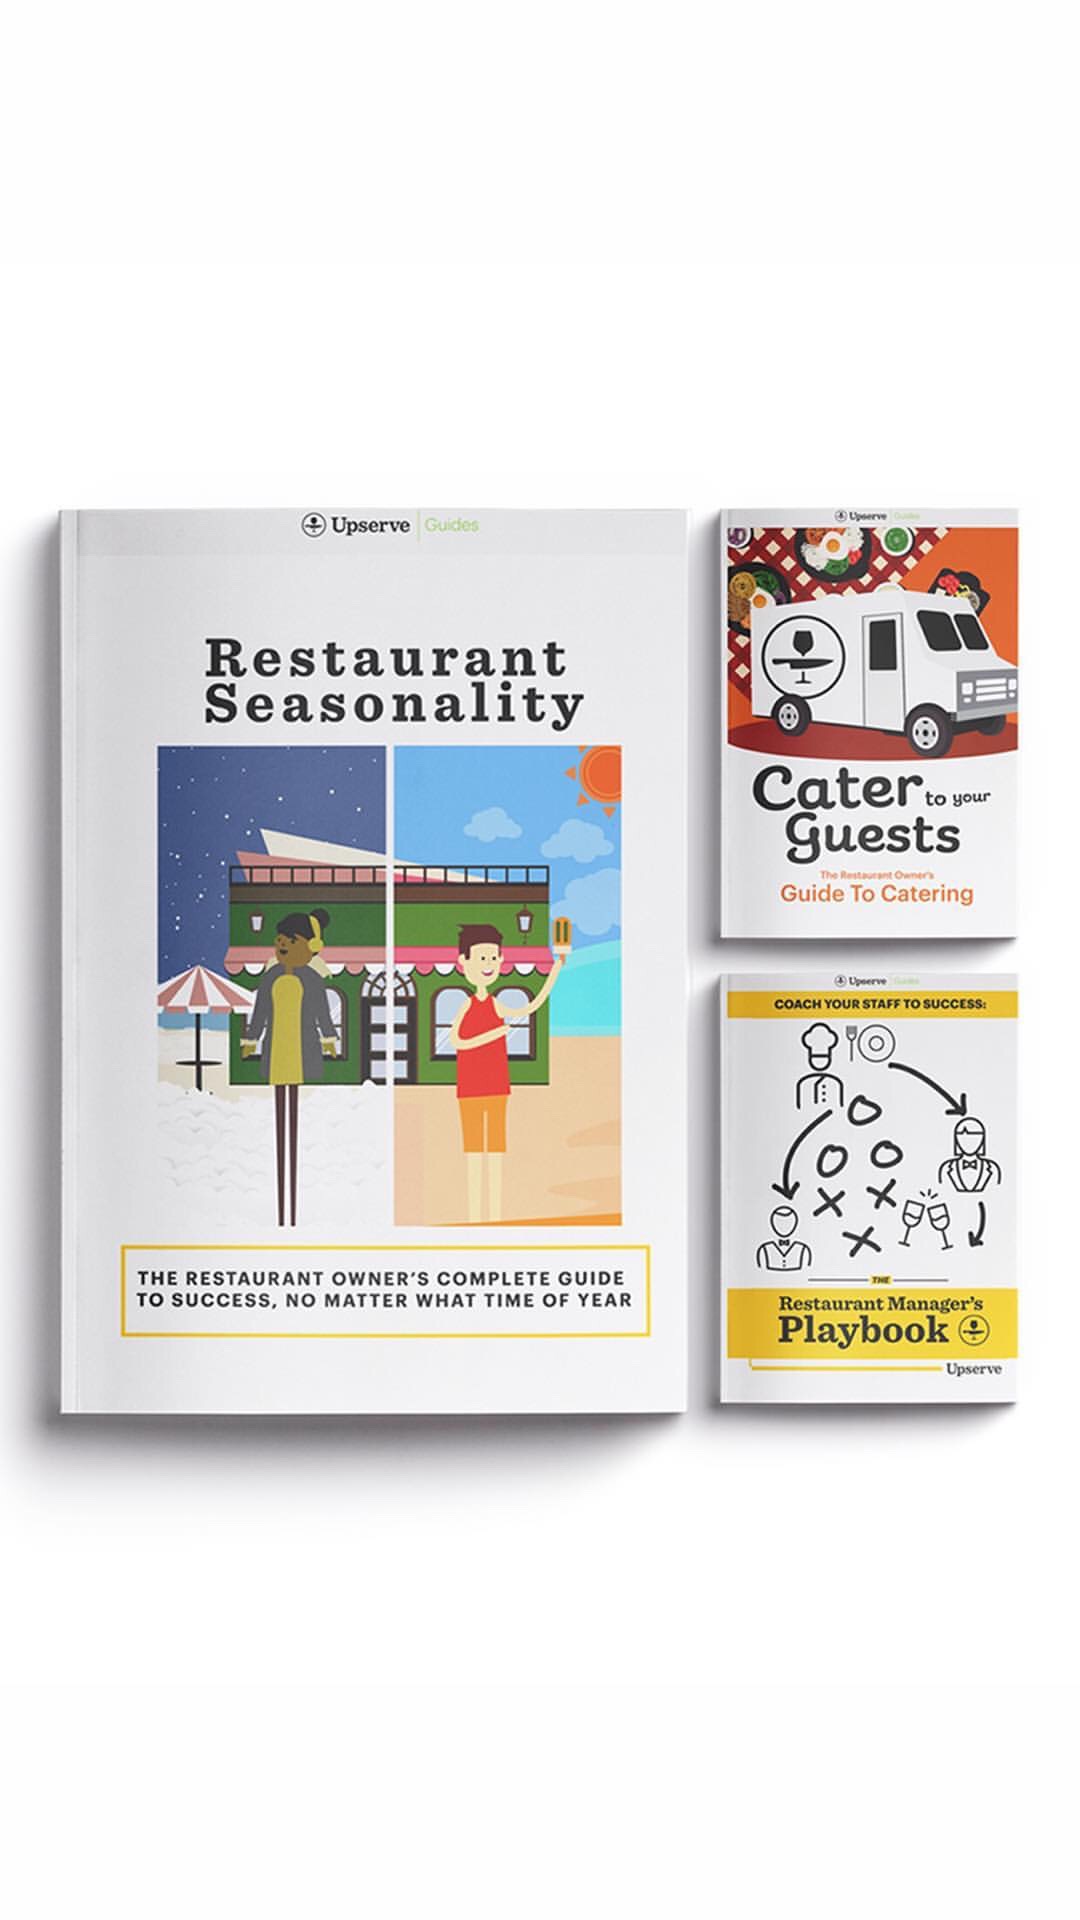 Upserve Guides
Restaurant
Seasonality
THE RESTAURANT OWNER'S COMPLETE GUIDE
TO SUCCESS, NO MATTER WHAT TIME OF YEAR
Upserve Guides
Cater to your
Guests
The Restaurant Owner's
Guide To Catering
Upserve Guides
COACH YOUR STAFF TO SUCCESS:
THE
Restaurant Manager's
Playbook
Upserve